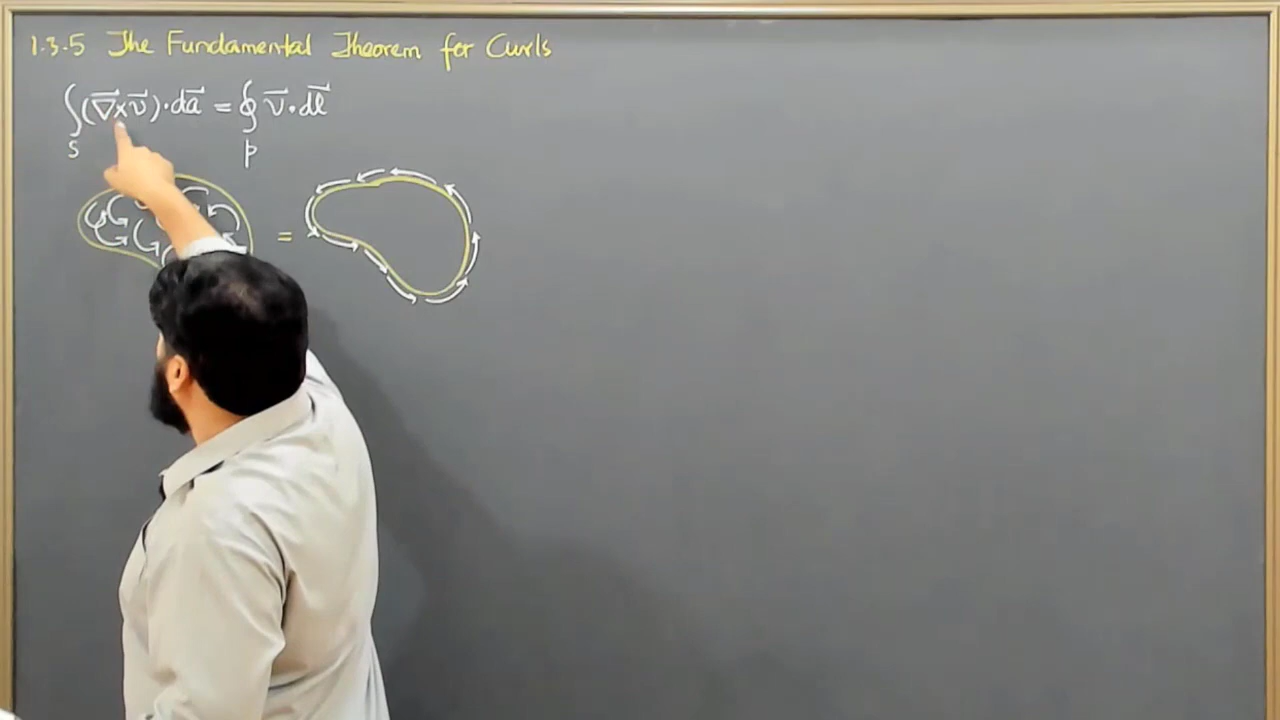 1.3.5 The Fundamental Theorem for Curls
∫(∇⃗×v⃗)·da⃗ = ∮ v⃗·dl⃗
S P
=